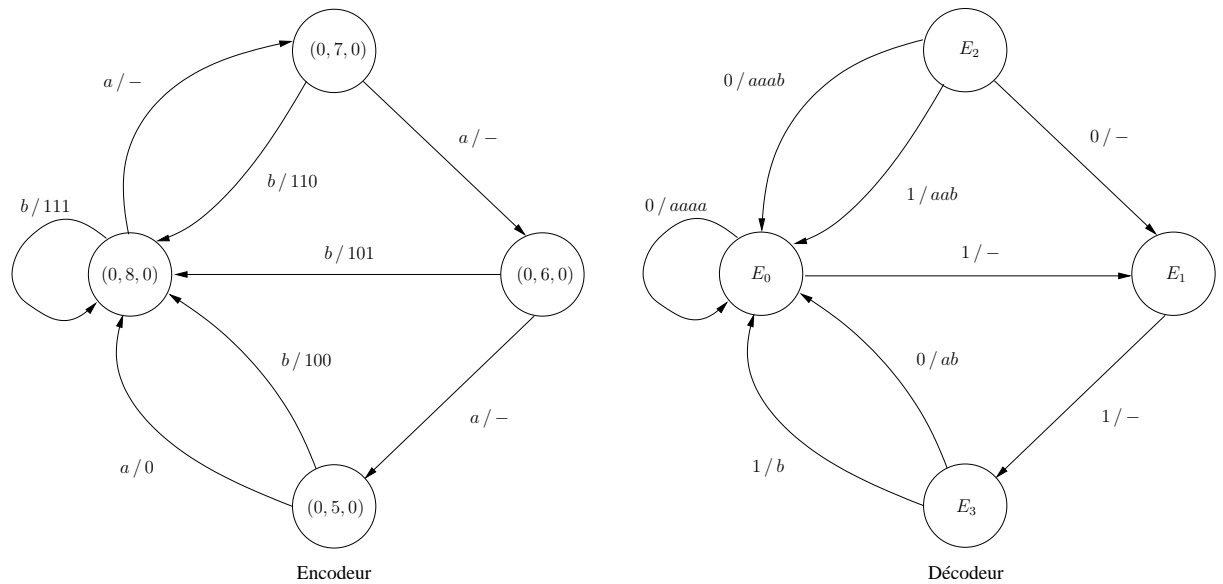 (0, 7, 0)
a / −
a / −
b / 110
b / 111
b / 101
(0, 8, 0)
(0, 6, 0)
b / 100
a / −
a / 0
(0, 5, 0)
Encodeur
E₂
0 / aaab
0 / −
1 / aab
0 / aaaa
1 / −
E₀
E₁
0 / ab
1 / −
1 / b
E₃
Décodeur